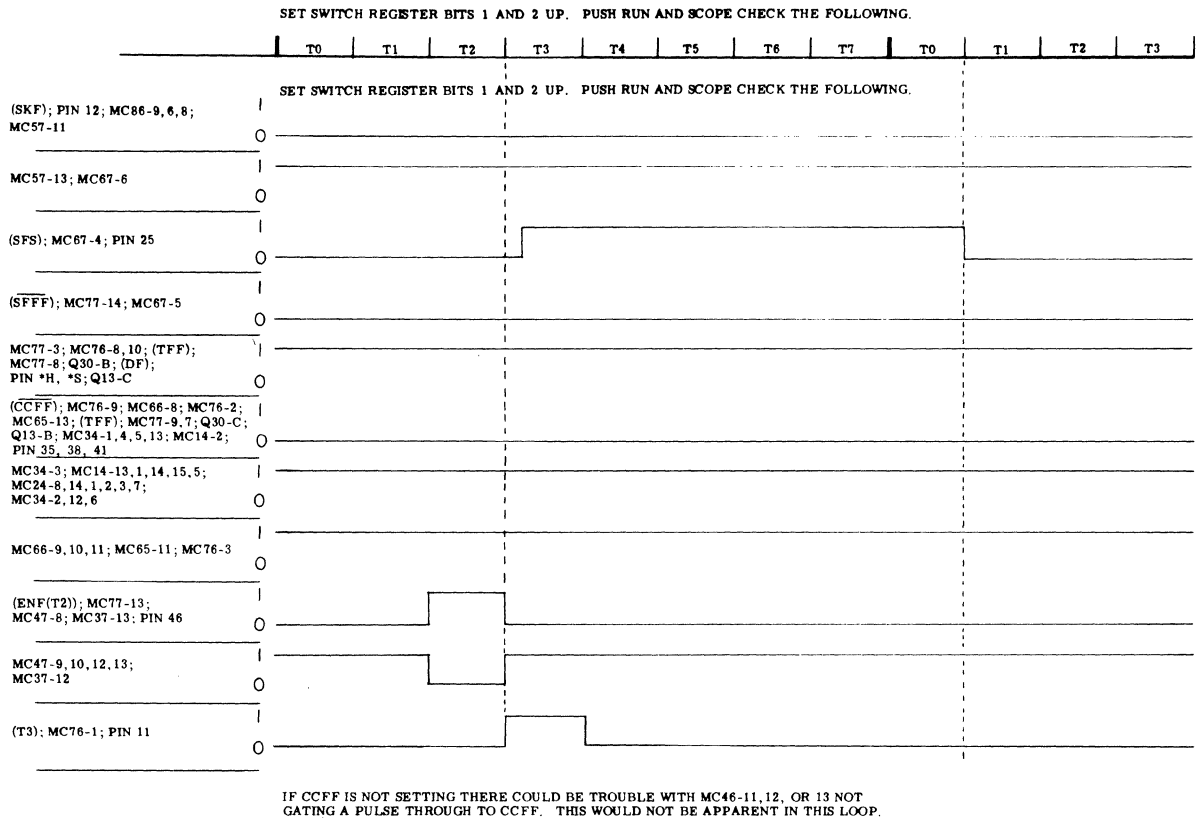 SET SWITCH REGISTER BITS 1 AND 2 UP. PUSH RUN AND SCOPE CHECK THE FOLLOWING.
T0 T1 T2 T3 T4 T5 T6 T7 T0 T1 T2 T3
SET SWITCH REGISTER BITS 1 AND 2 UP. PUSH RUN AND SCOPE CHECK THE FOLLOWING.
(SKF); PIN 12; MC86-9,6,8;
MC57-11
1
0
MC57-13; MC67-6
1
0
(SFS); MC67-4; PIN 25
1
0
(S̅F̅F̅F̅); MC77-14; MC67-5
1
0
MC77-3; MC76-8,10; (TFF);
MC77-8; Q30-B; (DF);
PIN *H, *S; Q13-C
1
0
(C̅C̅F̅F̅); MC76-9; MC66-8; MC76-2;
MC65-13; (TFF); MC77-9,7; Q30-C;
Q13-B; MC34-1,4,5,13; MC14-2;
PIN 35, 38, 41
1
0
MC34-3; MC14-13,1,14,15,5;
MC24-8,14,1,2,3,7;
MC34-2,12,6
1
0
MC66-9,10,11; MC65-11; MC76-3
1
0
(ENF(T2)); MC77-13;
MC47-8; MC37-13; PIN 46
1
0
MC47-9,10,12,13;
MC37-12
1
0
(T3); MC76-1; PIN 11
1
0
IF CCFF IS NOT SETTING THERE COULD BE TROUBLE WITH MC46-11,12, OR 13 NOT
GATING A PULSE THROUGH TO CCFF. THIS WOULD NOT BE APPARENT IN THIS LOOP.